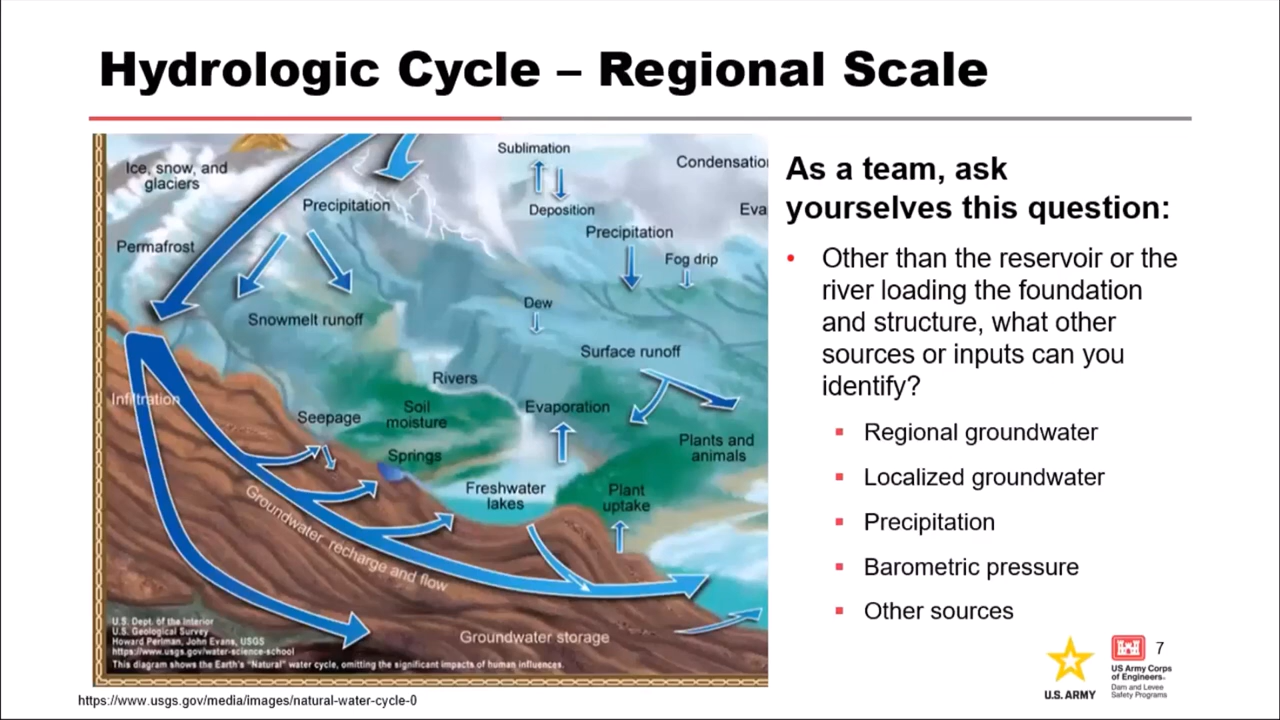 Hydrologic Cycle – Regional Scale
Ice, snow, and
glaciers
Sublimation
Condensatio
Precipitation
Deposition
Eva
Permafrost
Precipitation
Fog drip
Dew
Snowmelt runoff
Surface runoff
Rivers
Infiltration
Seepage
Soil
moisture
Evaporation
Springs
Plants and
animals
Freshwater
lakes
Plant
uptake
Groundwater recharge and flow
Groundwater storage
U.S. Dept. of the Interior
U.S. Geological Survey
Howard Perlman, John Evans, USGS
https://www.usgs.gov/water-science-school
This diagram shows the Earth's "Natural" water cycle, omitting the significant impacts of human influences.
https://www.usgs.gov/media/images/natural-water-cycle-0
As a team, ask
yourselves this question:
• Other than the reservoir or the
river loading the foundation
and structure, what other
sources or inputs can you
identify?
▪ Regional groundwater
▪ Localized groundwater
▪ Precipitation
▪ Barometric pressure
▪ Other sources
U.S. ARMY
US Army Corps
of Engineers®
Dam and Levee
Safety Programs
7